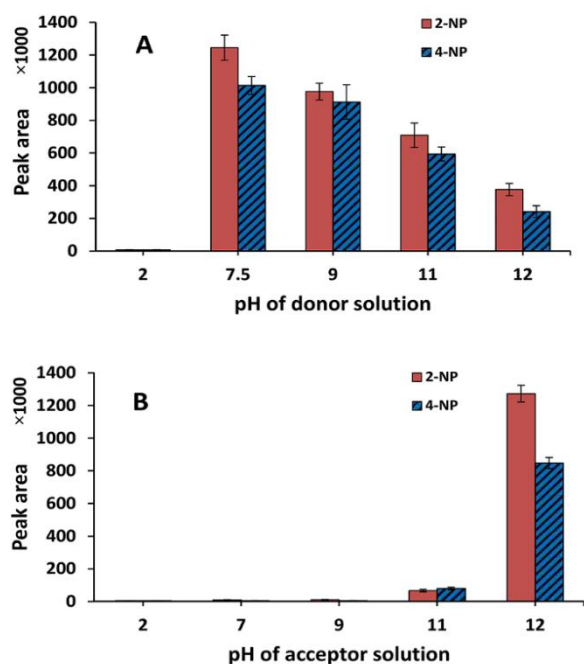 A
2-NP
4-NP
×1000
Peak area
1400
1200
1000
800
600
400
200
0
2 7.5 9 11 12
pH of donor solution
B
2-NP
4-NP
×1000
Peak area
1400
1200
1000
800
600
400
200
0
2 7 9 11 12
pH of acceptor solution